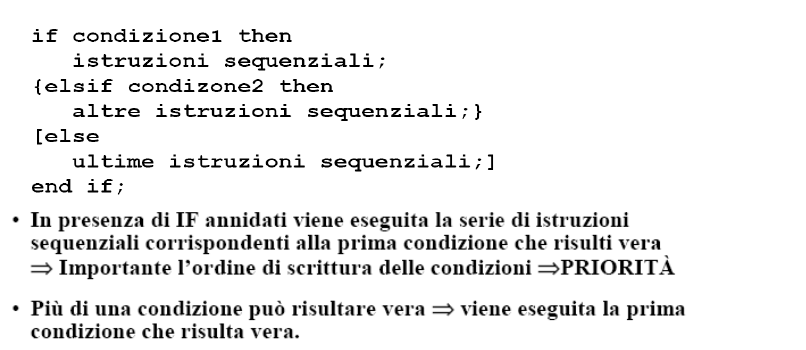 if condizione1 then
istruzioni sequenziali;
{elsif condizone2 then
altre istruzioni sequenziali;}
[else
ultime istruzioni sequenziali;]
end if;
• In presenza di IF annidati viene eseguita la serie di istruzioni
sequenziali corrispondenti alla prima condizione che risulti vera
⇒ Importante l'ordine di scrittura delle condizioni ⇒PRIORITÀ
• Più di una condizione può risultare vera ⇒ viene eseguita la prima
condizione che risulta vera.